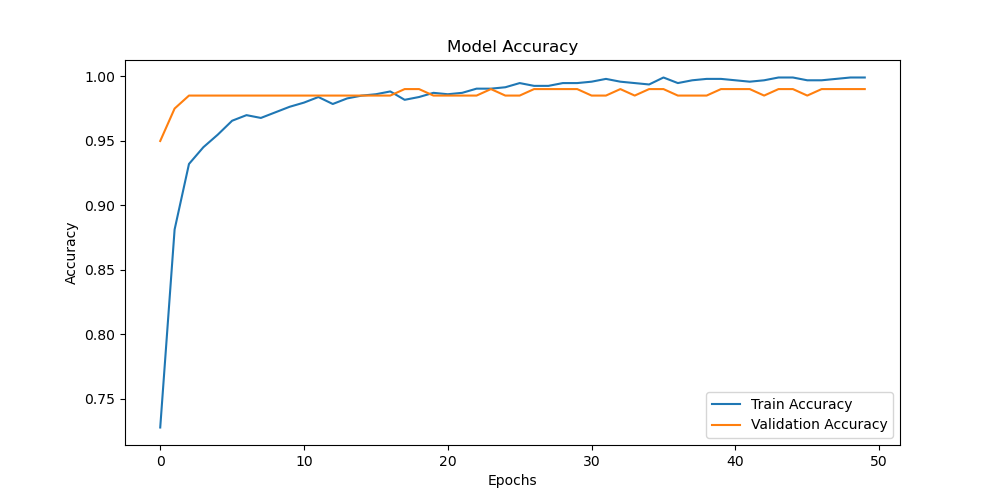 Model Accuracy
1.00
0.95
0.90
0.85
0.80
0.75
Accuracy
0 10 20 30 40 50
Epochs
Train Accuracy
Validation Accuracy